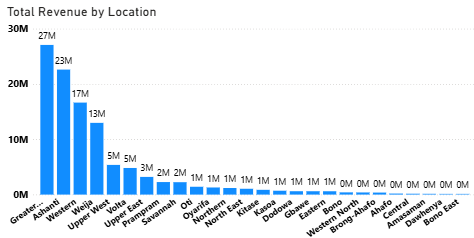 Total Revenue by Location
30M
20M
10M
0M
27M
23M
17M
13M
5M
5M
3M
2M
2M
1M
1M
1M
1M
1M
1M
1M
1M
1M
0M
0M
0M
0M
0M
0M
0M
0M
Greater...
Ashanti
Western
Weija
Upper West
Volta
Upper East
Prampram
Savannah
Oti
Oyarifa
Northern
North East
Kitase
Kasoa
Dodowa
Gbawe
Eastern
Bono
Western North
Brong-Ahafo
Ahafo
Central
Amasaman
Dawhenya
Bono East